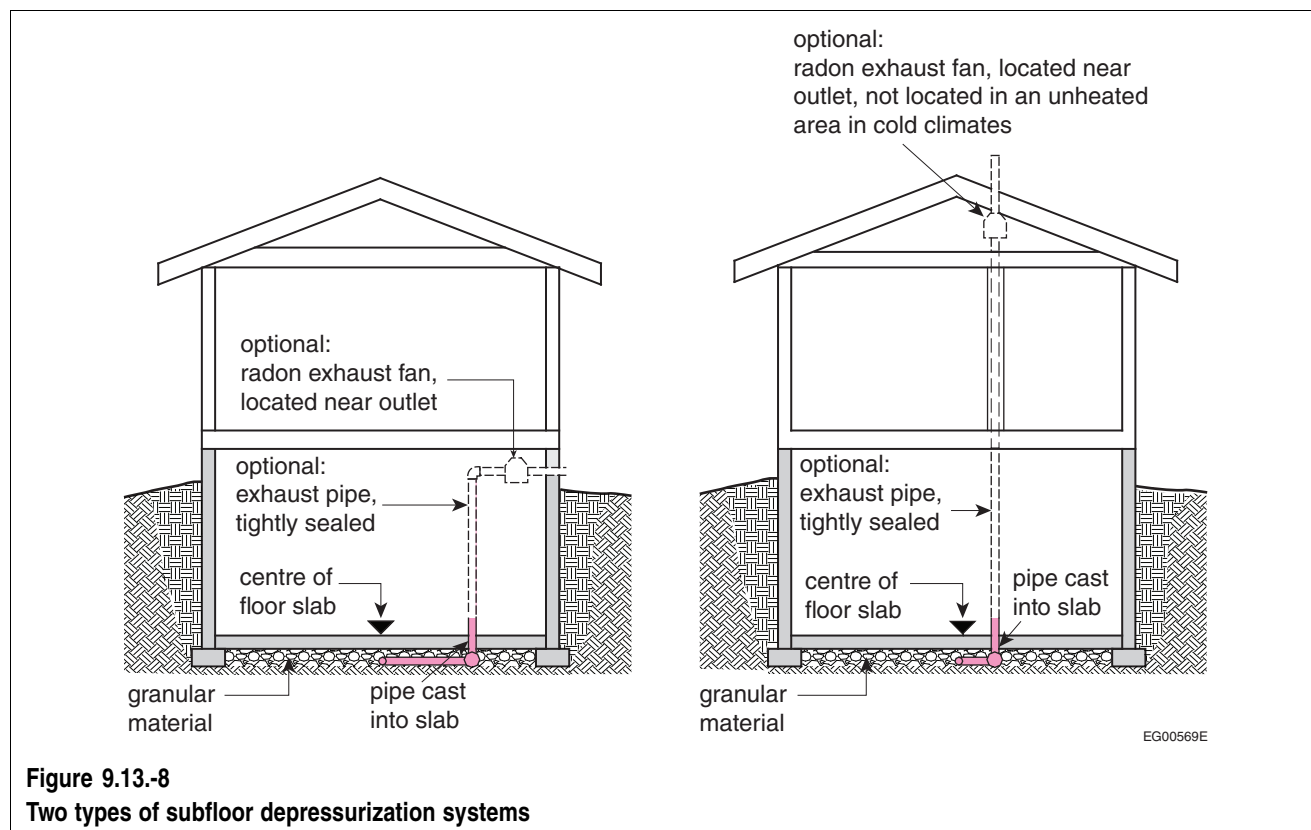 optional:
radon exhaust fan, located near
outlet, not located in an unheated
area in cold climates
optional:
radon exhaust fan,
located near outlet
optional:
exhaust pipe,
tightly sealed
centre of
floor slab
granular
material
pipe cast
into slab
optional:
exhaust pipe,
tightly sealed
centre of
floor slab
pipe cast
into slab
granular
material
EG00569E
Figure 9.13.-8
Two types of subfloor depressurization systems